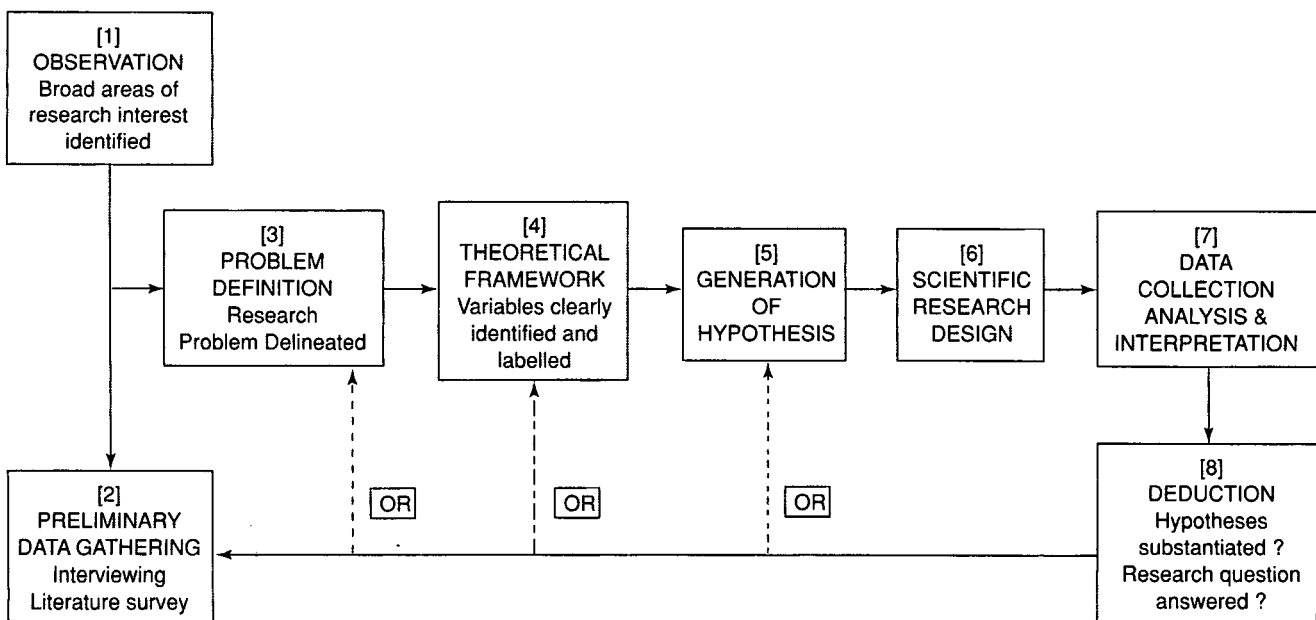 [1]
OBSERVATION
Broad areas of
research interest
identified
[3]
PROBLEM
DEFINITION
Research
Problem Delineated
[4]
THEORETICAL
FRAMEWORK
Variables clearly
identified and
labelled
[5]
GENERATION
OF
HYPOTHESIS
[6]
SCIENTIFIC
RESEARCH
DESIGN
[7]
DATA
COLLECTION
ANALYSIS &
INTERPRETATION
[2]
PRELIMINARY
DATA GATHERING
Interviewing
Literature survey
OR
OR
OR
[8]
DEDUCTION
Hypotheses
substantiated ?
Research question
answered ?